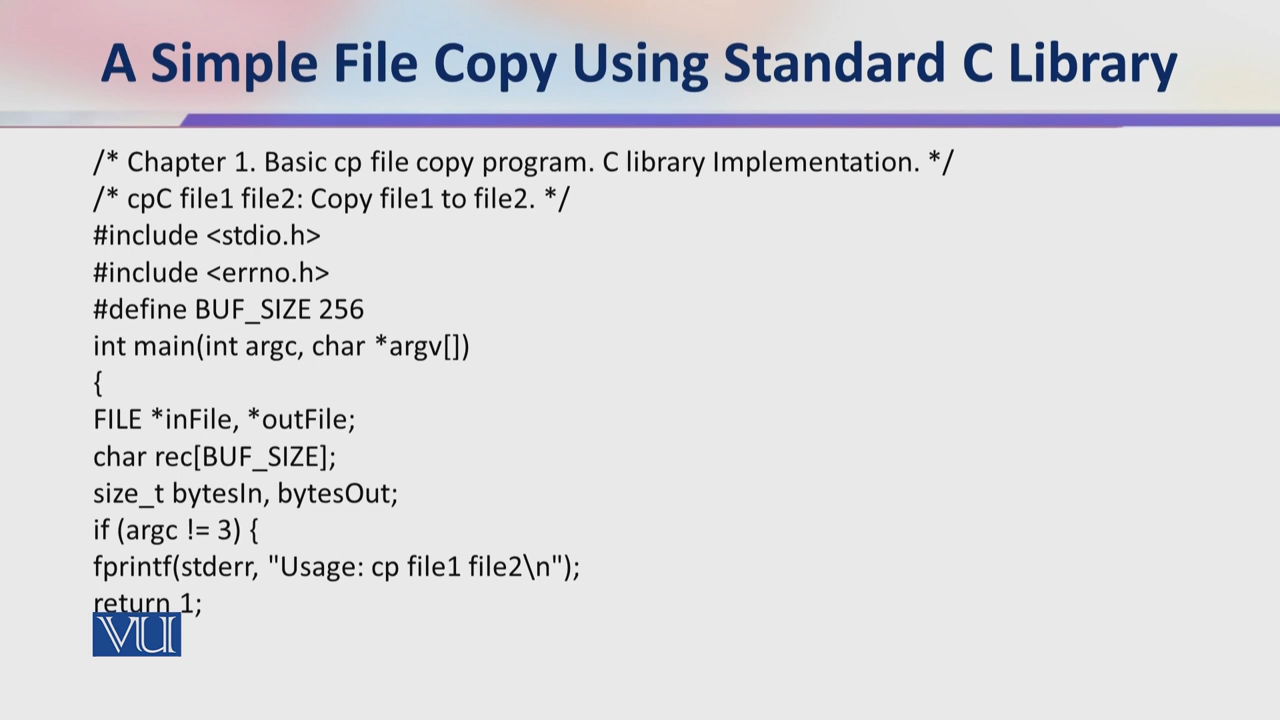 A Simple File Copy Using Standard C Library
/* Chapter 1. Basic cp file copy program. C library Implementation. */
/* cpC file1 file2: Copy file1 to file2. */
#include <stdio.h>
#include <errno.h>
#define BUF_SIZE 256
int main(int argc, char *argv[])
{
FILE *inFile, *outFile;
char rec[BUF_SIZE];
size_t bytesIn, bytesOut;
if (argc != 3) {
fprintf(stderr, "Usage: cp file1 file2\n");
return 1;
VU